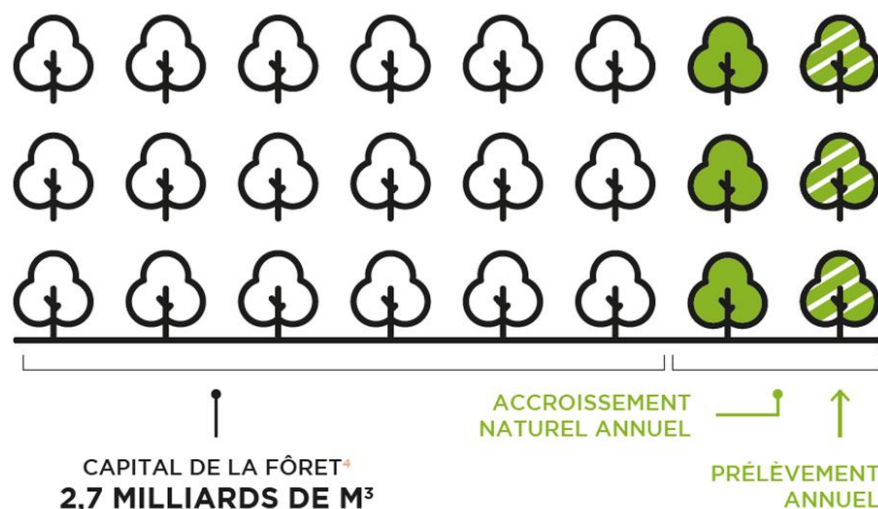 ACCROISSEMENT
NATUREL ANNUEL
CAPITAL DE LA FÔRET⁴
2,7 MILLIARDS DE M³
PRÉLÈVEMENT
ANNUEL